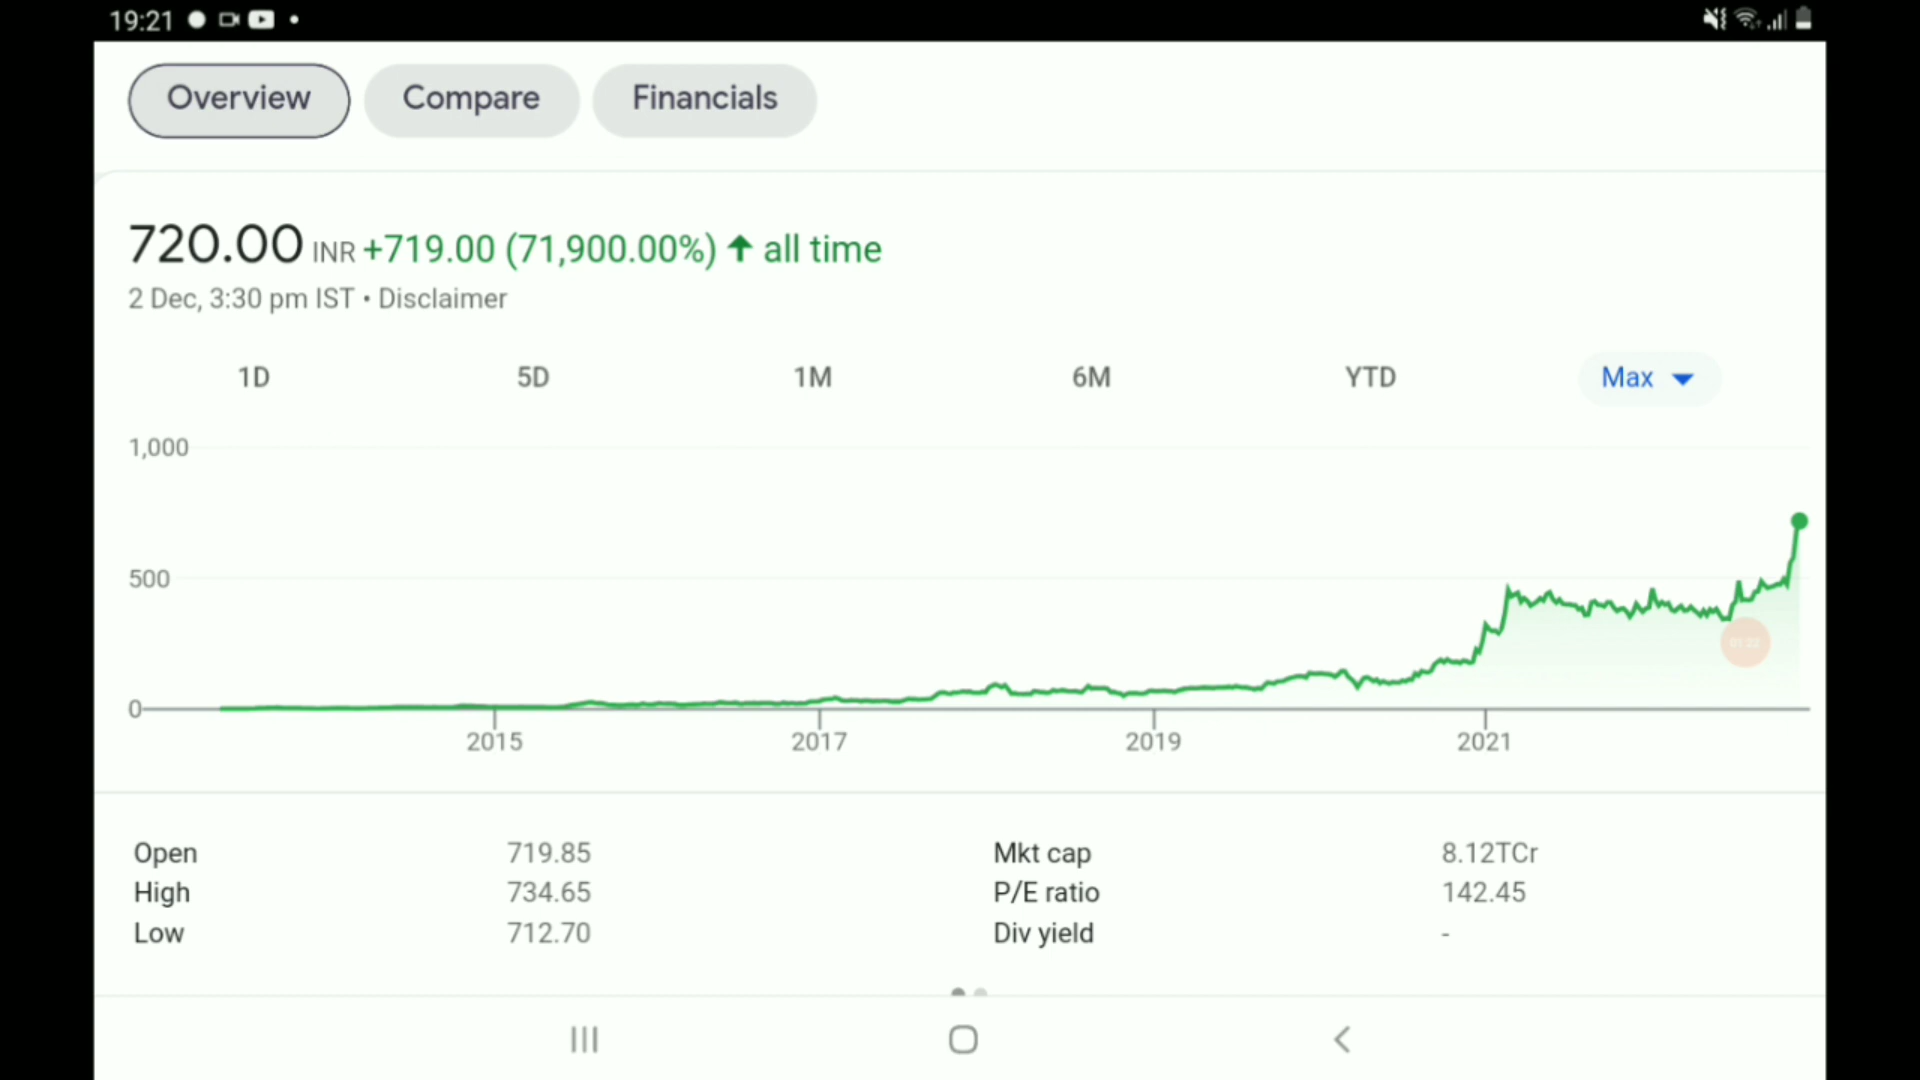 19:21
Overview Compare Financials
720.00 INR +719.00 (71,900.00%) ↑ all time
2 Dec, 3:30 pm IST • Disclaimer
1D 5D 1M 6M YTD Max
1,000
500
0
2015 2017 2019 2021
Open 719.85 Mkt cap 8.12TCr
High 734.65 P/E ratio 142.45
Low 712.70 Div yield -